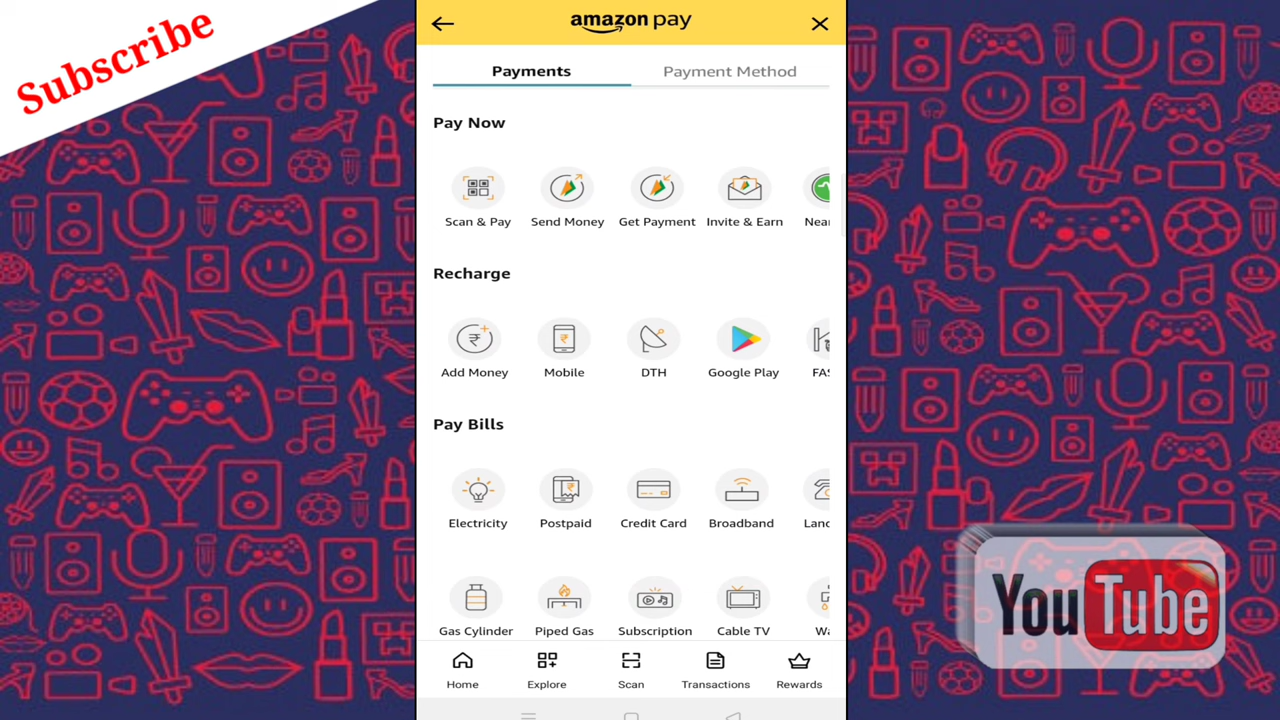 Subscribe
amazon pay
Payments Payment Method
Pay Now
Scan & Pay Send Money Get Payment Invite & Earn
Recharge
Add Money Mobile DTH Google Play
Pay Bills
Electricity Postpaid Credit Card Broadband
Gas Cylinder Piped Gas Subscription Cable TV
Home Explore Scan Transactions Rewards
YouTube